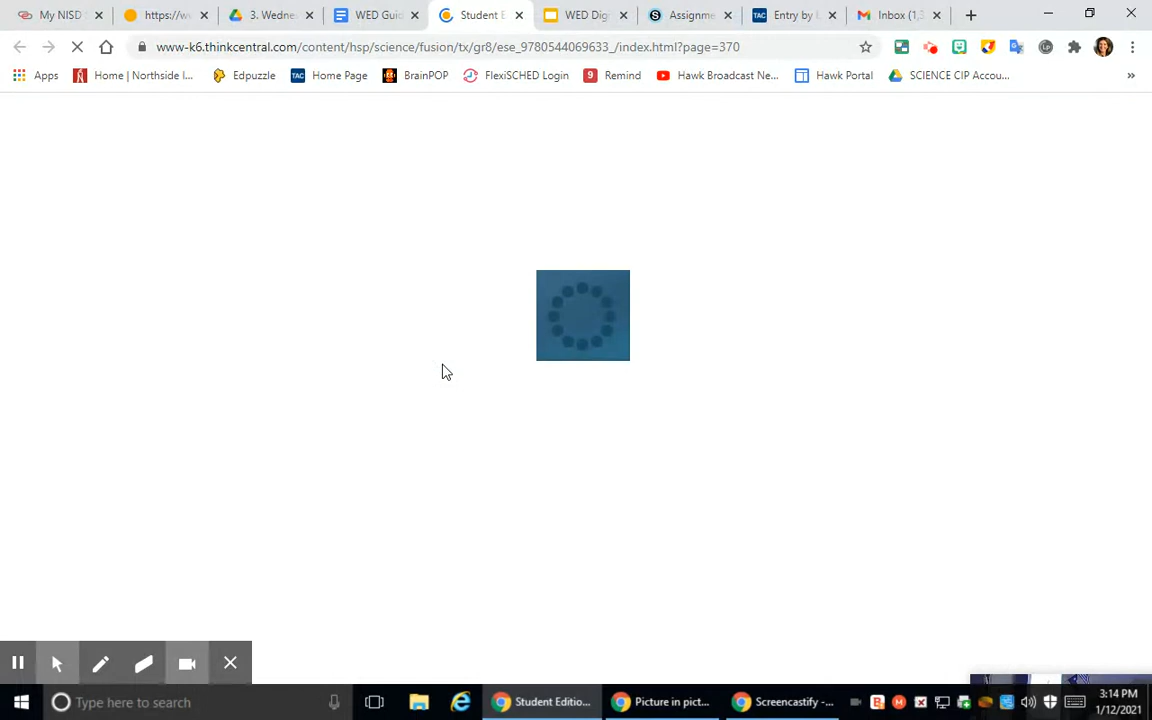 My NISD
https://w
3. Wednes
WED Guid
Student E
WED Dig
Assignme
Entry by
Inbox (1,
www-k6.thinkcentral.com/content/hsp/science/fusion/tx/gr8/ese_9780544069633_/index.html?page=370
Apps
Home | Northside I...
Edpuzzle
TAC
Home Page
BrainPOP
FlexiSCHED Login
9
Remind
Hawk Broadcast Ne...
Hawk Portal
SCIENCE CIP Accou...
»
Type here to search
Student Editio...
Picture in pict...
Screencastify -...
3:14 PM
1/12/2021